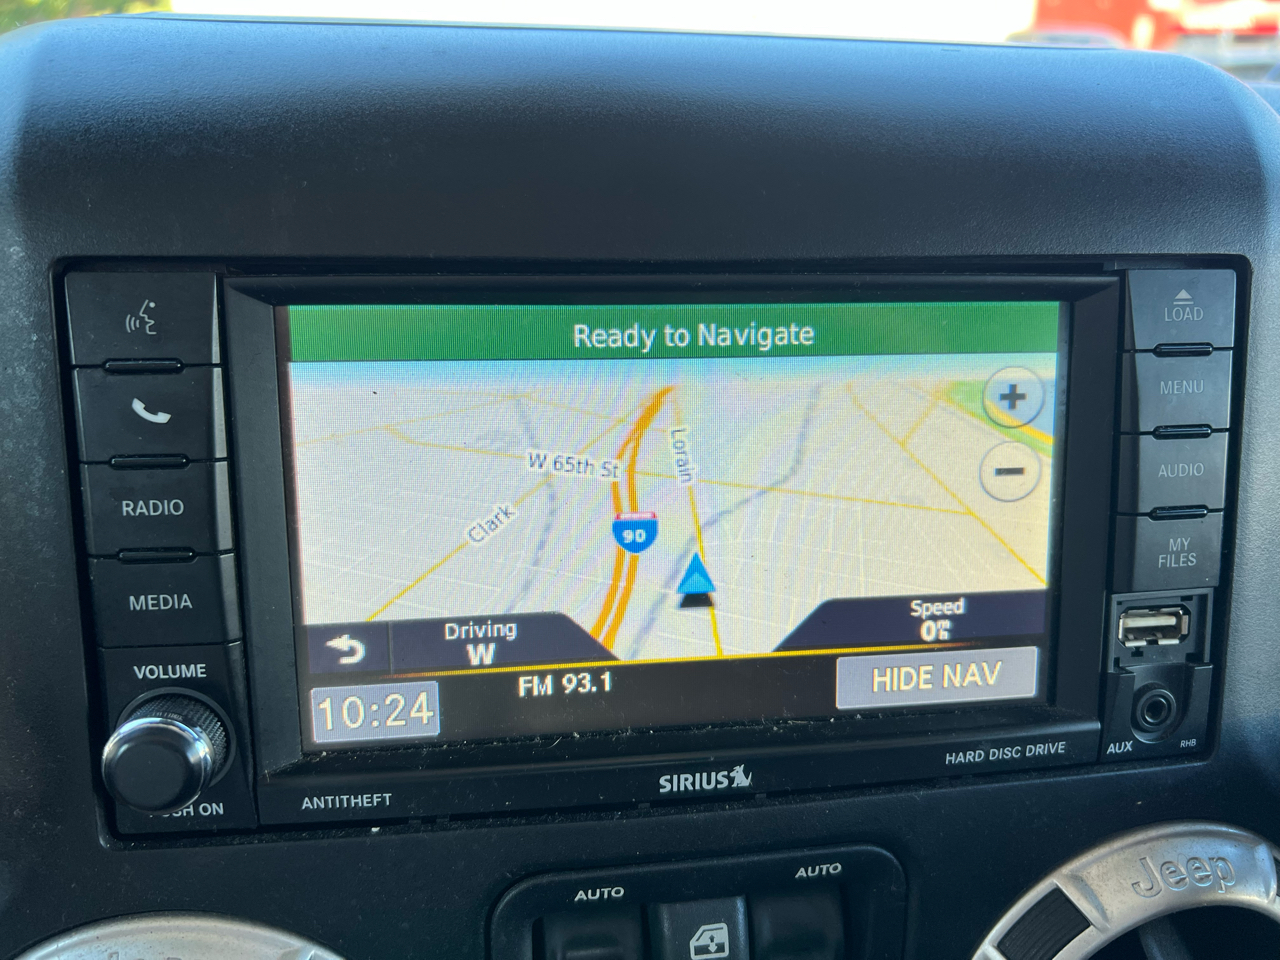 Ready to Navigate
W 65th St
Lorain
Clark
90
Driving
W
Speed
0
10:24
FM 93.1
HIDE NAV
RADIO
MEDIA
VOLUME
ON
LOAD
MENU
AUDIO
MY
FILES
AUX
RHB
ANTITHEFT
SIRIUS
HARD DISC DRIVE
AUTO
AUTO
Jeep